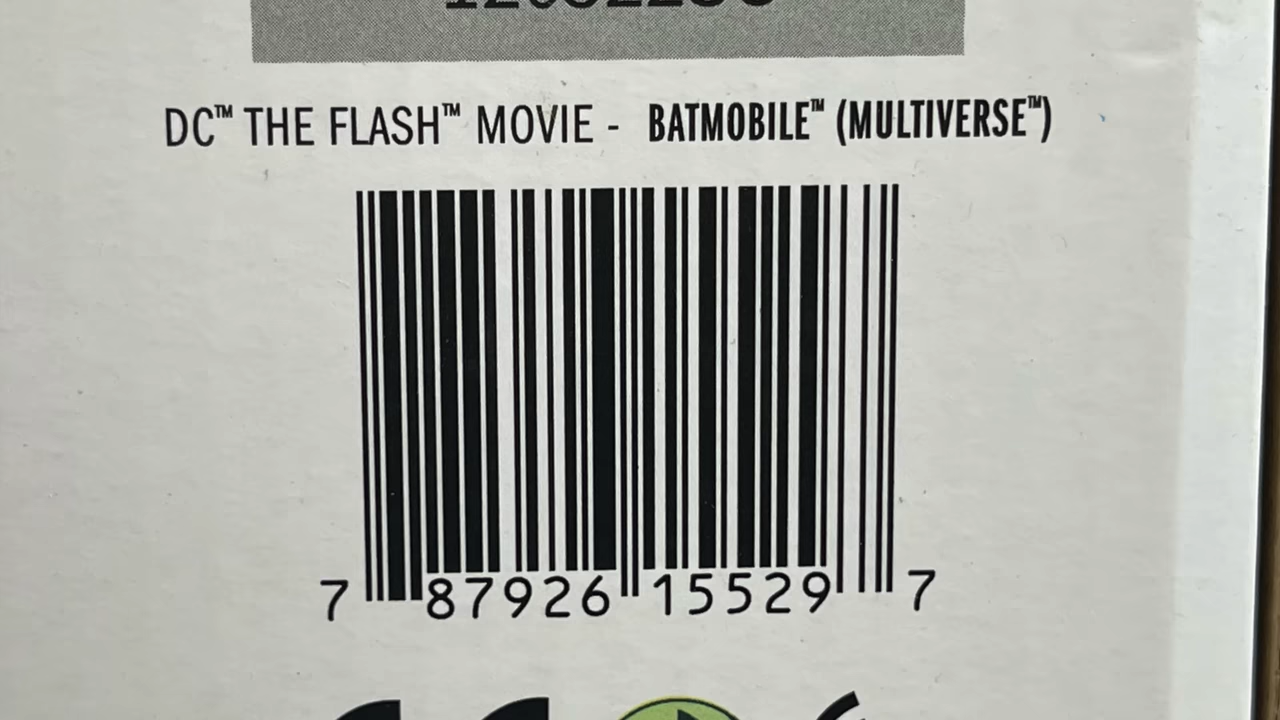 DC™ THE FLASH™ MOVIE - BATMOBILE™ (MULTIVERSE™)
7 87926 15529 7